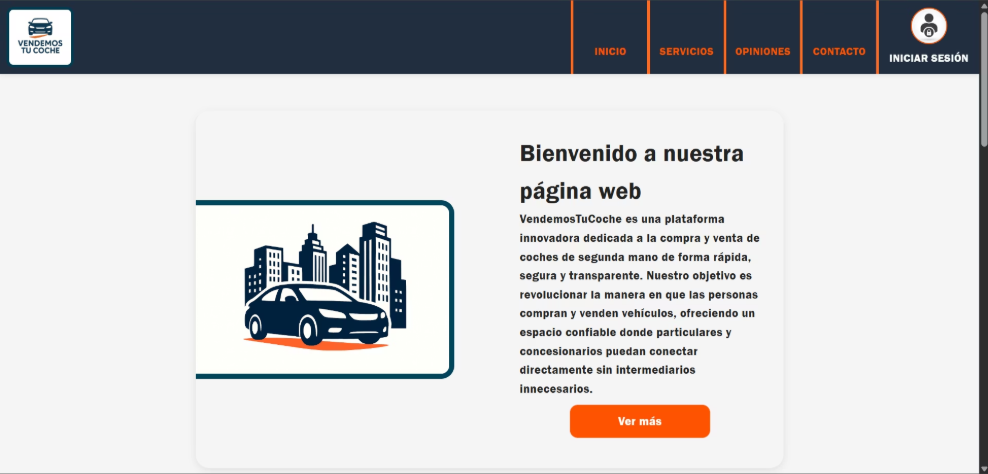 VENDEMOS
TU COCHE
INICIO
SERVICIOS
OPINIONES
CONTACTO
INICIAR SESIÓN
Bienvenido a nuestra
página web
VendemosTuCoche es una plataforma
innovadora dedicada a la compra y venta de
coches de segunda mano de forma rápida,
segura y transparente. Nuestro objetivo es
revolucionar la manera en que las personas
compran y venden vehículos, ofreciendo un
espacio confiable donde particulares y
concesionarios puedan conectar
directamente sin intermediarios
innecesarios.
Ver más